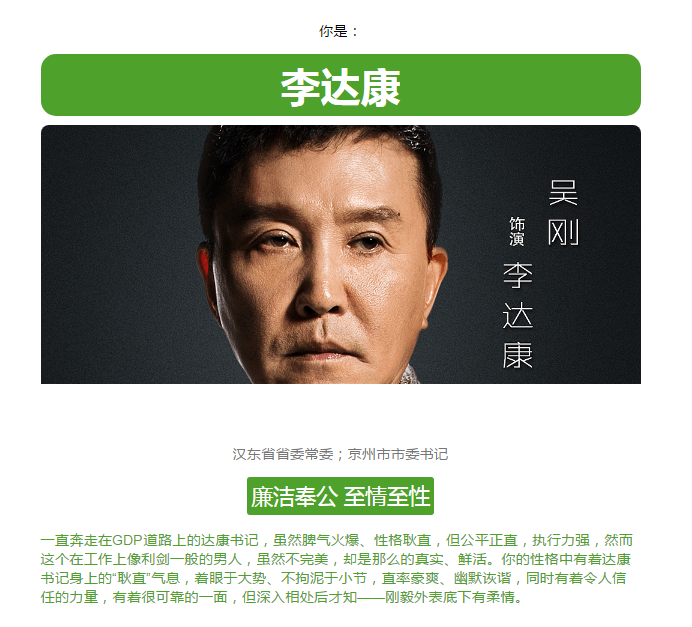 你是：
李达康
吴刚
饰演
李达康
汉东省省委常委；京州市市委书记
廉洁奉公 至情至性
一直奔走在GDP道路上的达康书记，虽然脾气火爆、性格耿直，但公平正直，执行力强，然而
这个在工作上像利剑一般的男人，虽然不完美，却是那么的真实、鲜活。你的性格中有着达康
书记身上的“耿直”气息，着眼于大势、不拘泥于小节，直率豪爽、幽默诙谐，同时有着令人信
任的力量，有着很可靠的一面，但深入相处后才知——刚毅外表底下有柔情。